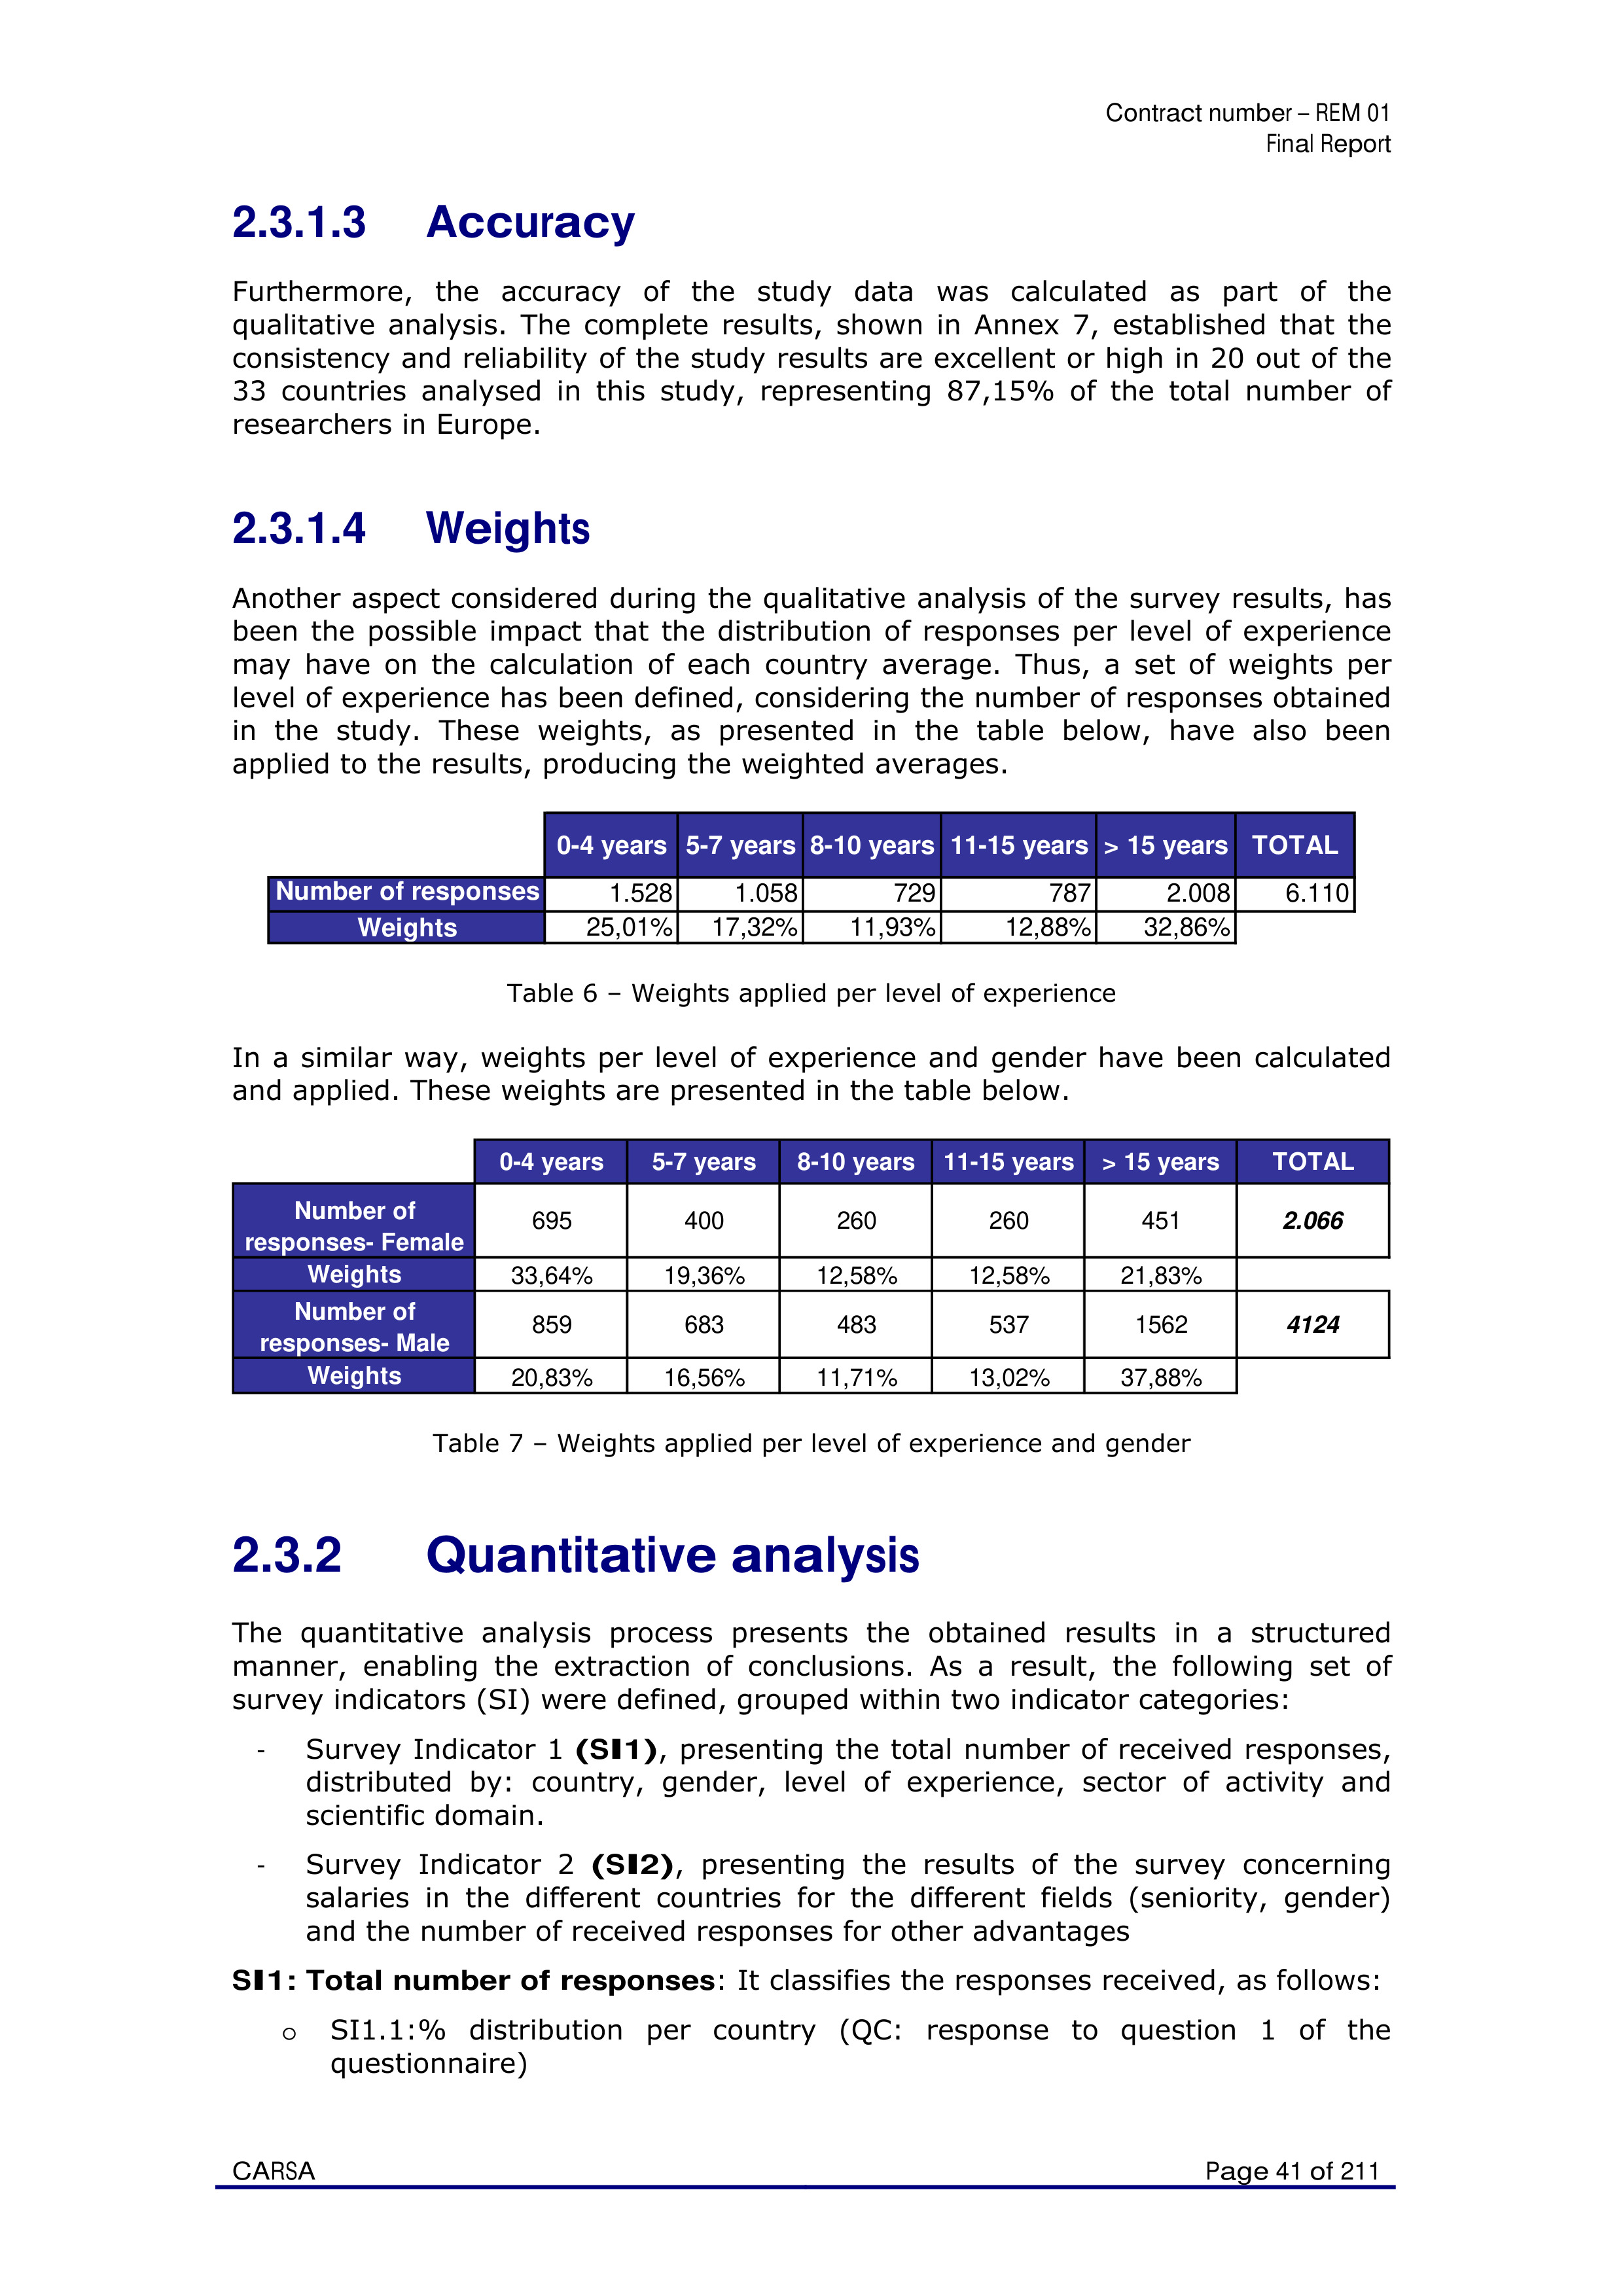 Contract number – REM 01
Final Report
2.3.1.3 Accuracy
Furthermore, the accuracy of the study data was calculated as part of the
qualitative analysis. The complete results, shown in Annex 7, established that the
consistency and reliability of the study results are excellent or high in 20 out of the
33 countries analysed in this study, representing 87,15% of the total number of
researchers in Europe.
2.3.1.4 Weights
Another aspect considered during the qualitative analysis of the survey results, has
been the possible impact that the distribution of responses per level of experience
may have on the calculation of each country average. Thus, a set of weights per
level of experience has been defined, considering the number of responses obtained
in the study. These weights, as presented in the table below, have also been
applied to the results, producing the weighted averages.
0-4 years 5-7 years 8-10 years 11-15 years > 15 years TOTAL
Number of responses 1.528 1.058 729 787 2.008 6.110
Weights 25,01% 17,32% 11,93% 12,88% 32,86%
Table 6 – Weights applied per level of experience
In a similar way, weights per level of experience and gender have been calculated
and applied. These weights are presented in the table below.
0-4 years 5-7 years 8-10 years 11-15 years > 15 years TOTAL
Number of
responses- Female 695 400 260 260 451 2.066
Weights 33,64% 19,36% 12,58% 12,58% 21,83%
Number of
responses- Male 859 683 483 537 1562 4124
Weights 20,83% 16,56% 11,71% 13,02% 37,88%
Table 7 – Weights applied per level of experience and gender
2.3.2 Quantitative analysis
The quantitative analysis process presents the obtained results in a structured
manner, enabling the extraction of conclusions. As a result, the following set of
survey indicators (SI) were defined, grouped within two indicator categories:
- Survey Indicator 1 (SI1), presenting the total number of received responses,
distributed by: country, gender, level of experience, sector of activity and
scientific domain.
- Survey Indicator 2 (SI2), presenting the results of the survey concerning
salaries in the different countries for the different fields (seniority, gender)
and the number of received responses for other advantages
SI1: Total number of responses: It classifies the responses received, as follows:
o SI1.1:% distribution per country (QC: response to question 1 of the
questionnaire)
CARSA Page 41 of 211